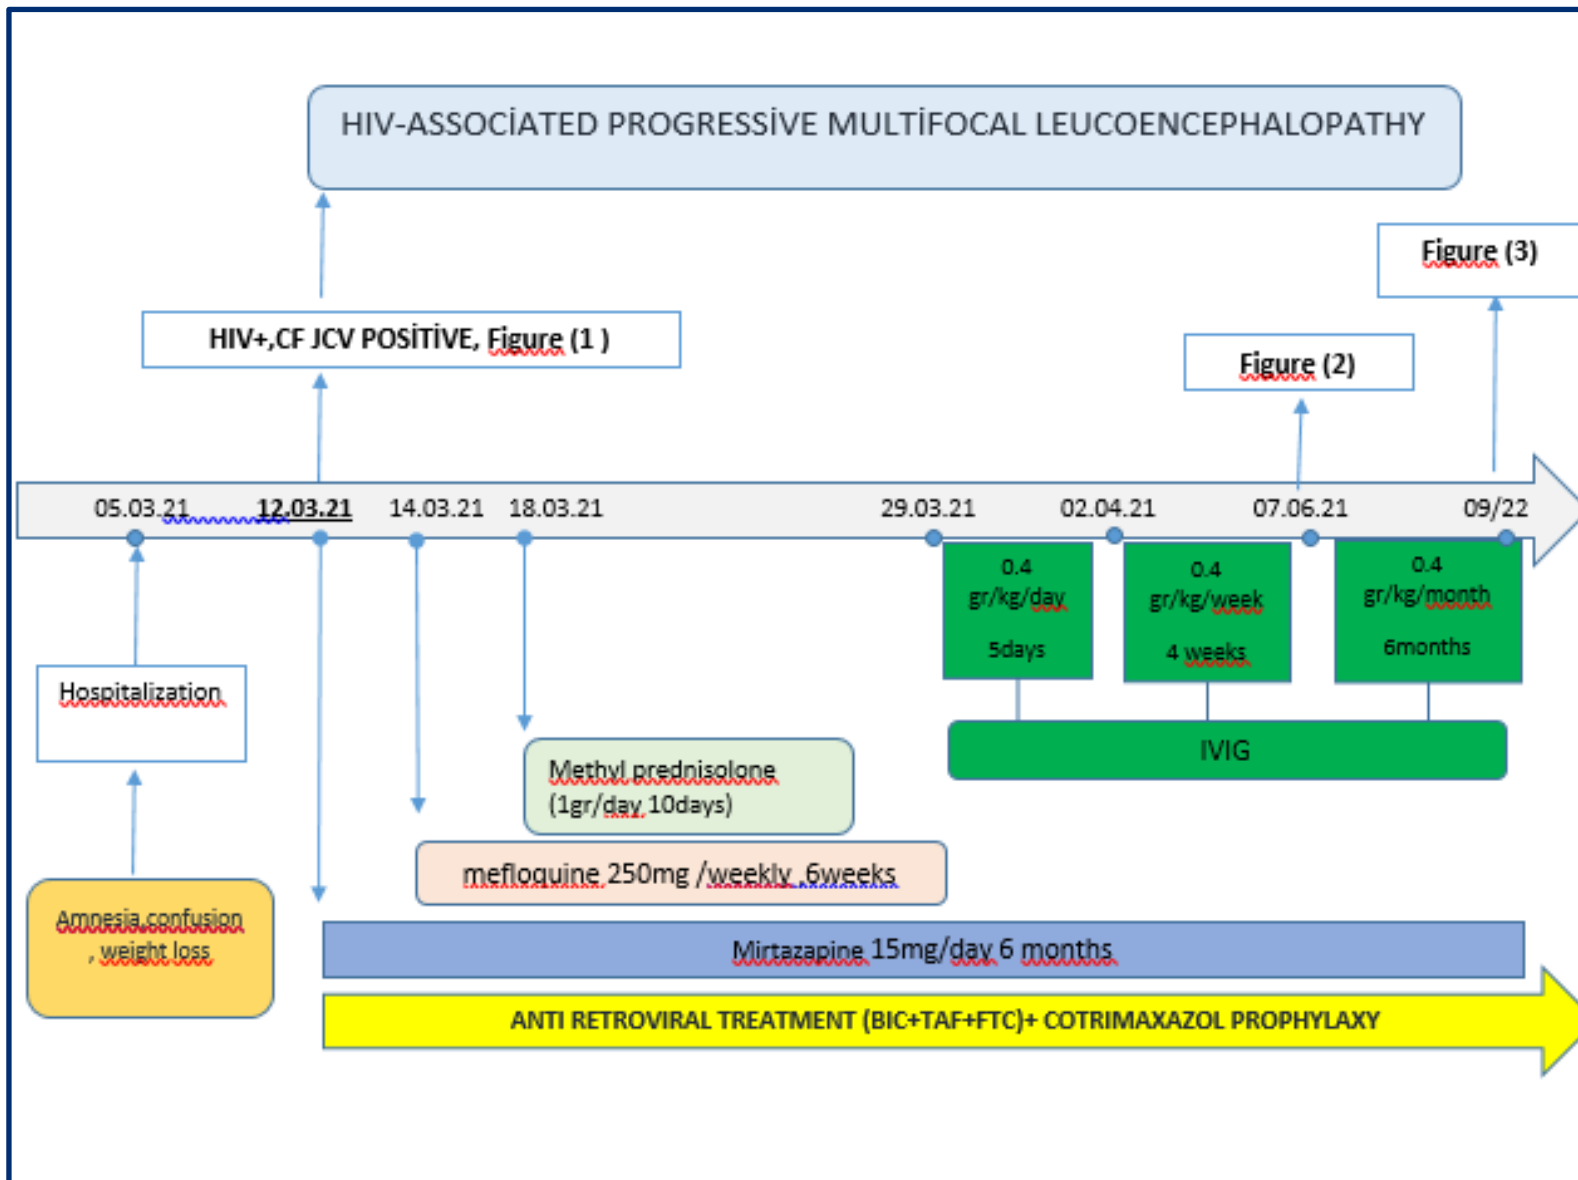 HIV-ASSOCİATED PROGRESSİVE MULTİFOCAL LEUCOENCEPHALOPATHY
Figure (3)
HIV+,CF JCV POSİTİVE, Figure (1 )
Figure (2)
05.03.21 12.03.21 14.03.21 18.03.21 29.03.21 02.04.21 07.06.21 09/22
0.4
gr/kg/day
5days
0.4
gr/kg/week
4 weeks
0.4
gr/kg/month
6months
IVIG
Hospitalization
Methyl prednisolone
(1gr/day 10days)
mefloquine 250mg /weekly ,6weeks
Amnesia,confusion
, weight loss
Mirtazapine 15mg/day 6 months
ANTI RETROVIRAL TREATMENT (BIC+TAF+FTC)+ COTRIMAXAZOL PROPHYLAXY